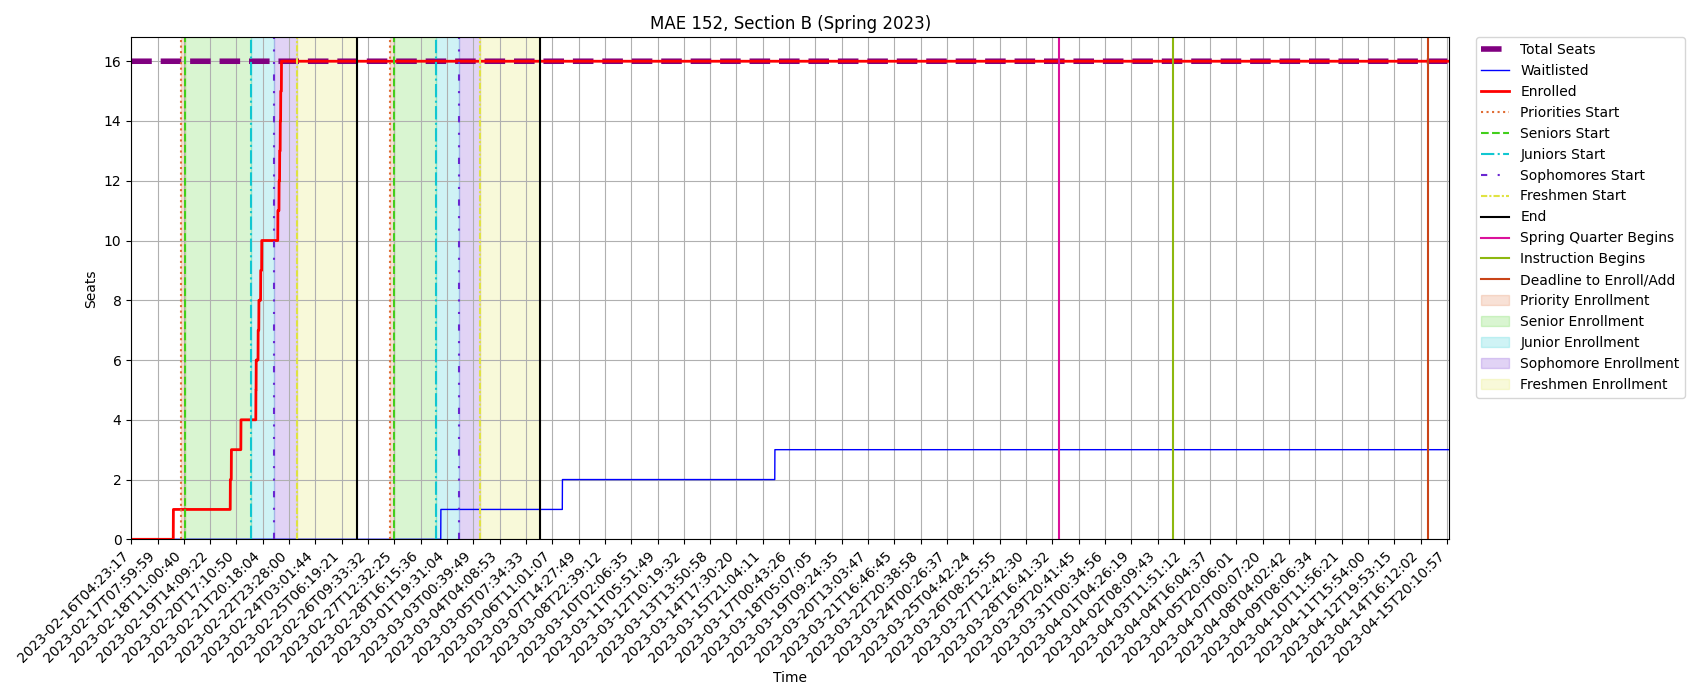 MAE 152, Section B (Spring 2023)
Seats
16
14
12
10
8
6
4
2
0
2023-02-16T04:23:17
2023-02-17T07:59:59
2023-02-18T11:00:40
2023-02-19T14:09:22
2023-02-20T17:10:50
2023-02-21T20:18:04
2023-02-22T23:28:00
2023-02-24T03:01:44
2023-02-25T06:19:21
2023-02-26T09:33:32
2023-02-27T12:32:25
2023-02-28T16:15:36
2023-03-01T19:31:04
2023-03-03T00:39:49
2023-03-04T04:08:53
2023-03-05T07:34:33
2023-03-06T11:01:07
2023-03-07T14:27:49
2023-03-08T22:39:12
2023-03-10T02:06:35
2023-03-11T05:51:49
2023-03-12T10:19:32
2023-03-13T13:50:58
2023-03-14T17:30:20
2023-03-15T21:04:11
2023-03-17T00:43:26
2023-03-18T05:07:05
2023-03-19T09:24:35
2023-03-20T13:03:47
2023-03-21T16:46:45
2023-03-22T20:38:58
2023-03-24T00:26:37
2023-03-25T04:42:24
2023-03-26T08:25:55
2023-03-27T12:42:30
2023-03-28T16:41:32
2023-03-29T20:41:45
2023-03-31T00:34:56
2023-04-01T04:26:19
2023-04-02T08:09:43
2023-04-03T11:51:12
2023-04-04T16:04:37
2023-04-05T20:06:01
2023-04-07T00:07:20
2023-04-08T04:02:42
2023-04-09T08:06:34
2023-04-10T11:56:21
2023-04-11T15:54:00
2023-04-12T19:53:15
2023-04-14T16:12:02
2023-04-15T20:10:57
Time
Total Seats
Waitlisted
Enrolled
Priorities Start
Seniors Start
Juniors Start
Sophomores Start
Freshmen Start
End
Spring Quarter Begins
Instruction Begins
Deadline to Enroll/Add
Priority Enrollment
Senior Enrollment
Junior Enrollment
Sophomore Enrollment
Freshmen Enrollment